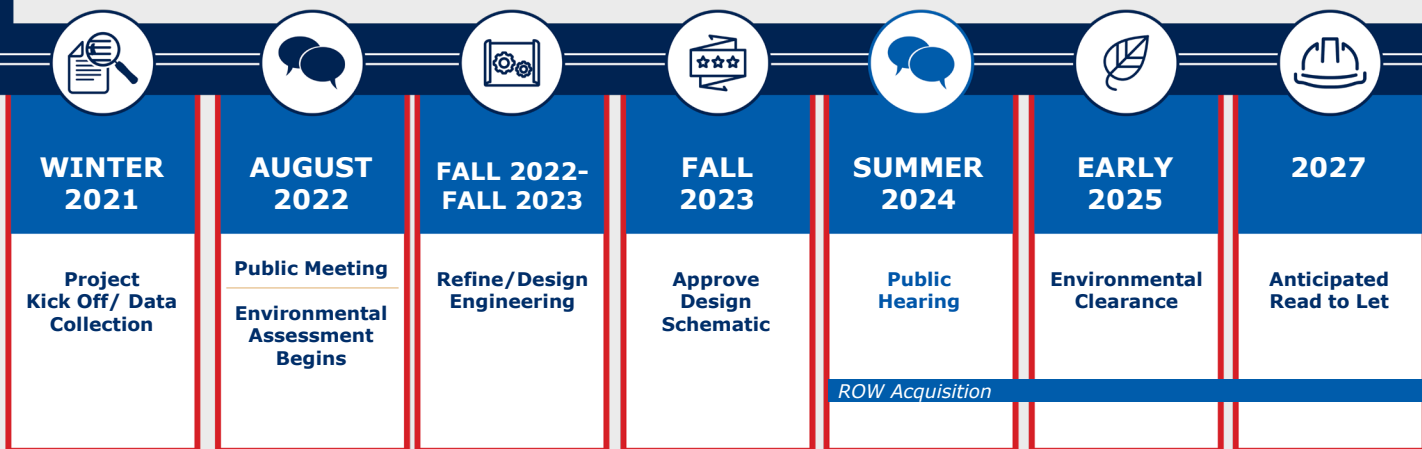 WINTER
2021
AUGUST
2022
FALL 2022-
FALL 2023
FALL
2023
SUMMER
2024
EARLY
2025
2027
Project
Kick Off/ Data
Collection
Public Meeting
Environmental
Assessment
Begins
Refine/Design
Engineering
Approve
Design
Schematic
Public
Hearing
Environmental
Clearance
Anticipated
Read to Let
ROW Acquisition